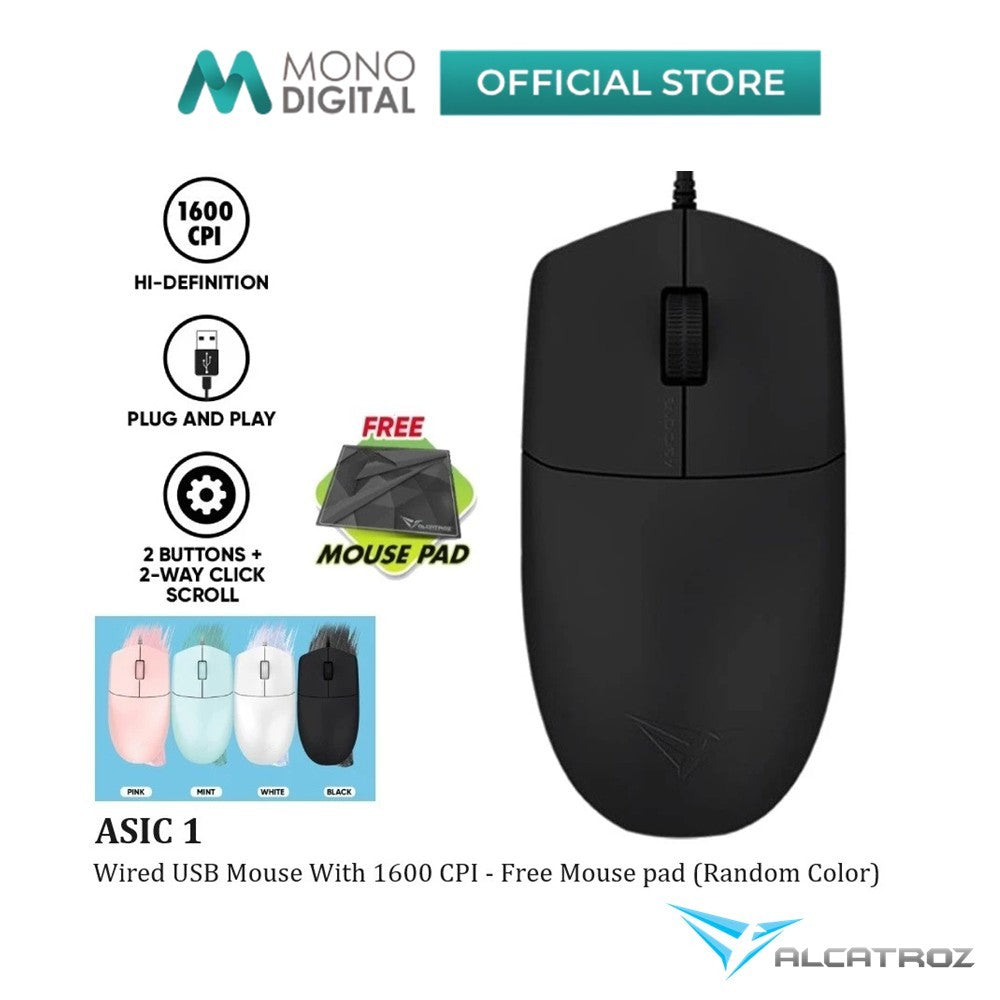 MONO
DIGITAL
OFFICIAL STORE
1600
CPI
HI-DEFINITION
PLUG AND PLAY
2 BUTTONS +
2-WAY CLICK
SCROLL
FREE
ALCATROZ
MOUSE PAD
PINK
MINT
WHITE
BLACK
ASIC 1
Wired USB Mouse With 1600 CPI - Free Mouse pad (Random Color)
ALCATROZ